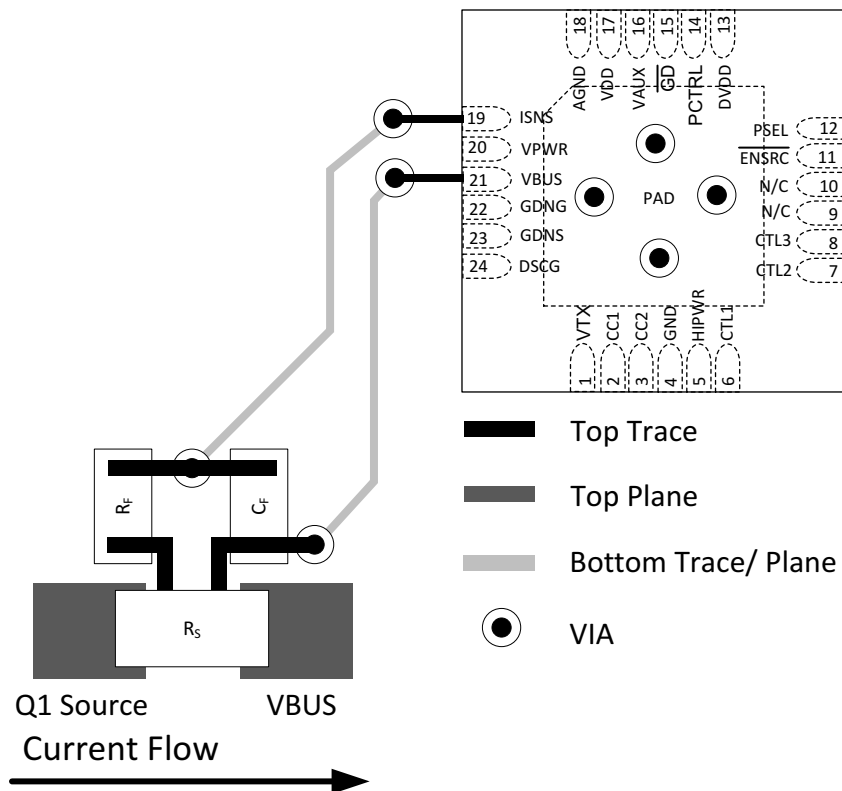 18
17
16
15
14
13
AGND
VDD
VAUX
GD
PCTRL
DVDD
19 ISNS
20 VPWR
21 VBUS
22 GDNG
23 GDNS
24 DSCG
PSEL 12
ENSRC 11
N/C 10
N/C 9
CTL3 8
CTL2 7
PAD
VTX
CC1
CC2
GND
HIPWR
CTL1
1
2
3
4
5
6
Top Trace
Top Plane
Bottom Trace/ Plane
VIA
RF
CF
RS
Q1 Source
VBUS
Current Flow